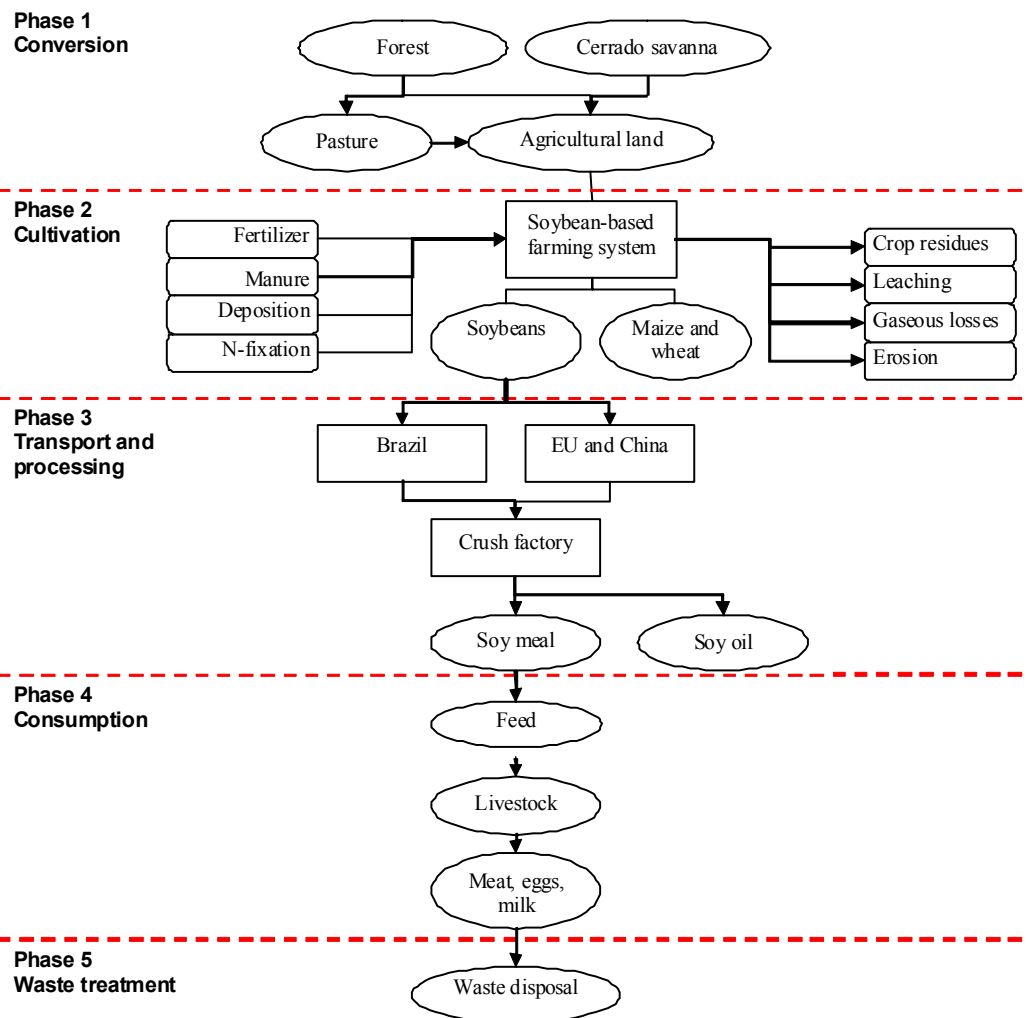 Phase 1
Conversion
Forest
Cerrado savanna
Pasture
Agricultural land
Phase 2
Cultivation
Fertilizer
Manure
Deposition
N-fixation
Soybean-based
farming system
Soybeans
Maize and
wheat
Crop residues
Leaching
Gaseous losses
Erosion
Phase 3
Transport and
processing
Brazil
EU and China
Crush factory
Soy meal
Soy oil
Phase 4
Consumption
Feed
Livestock
Meat, eggs,
milk
Phase 5
Waste treatment
Waste disposal